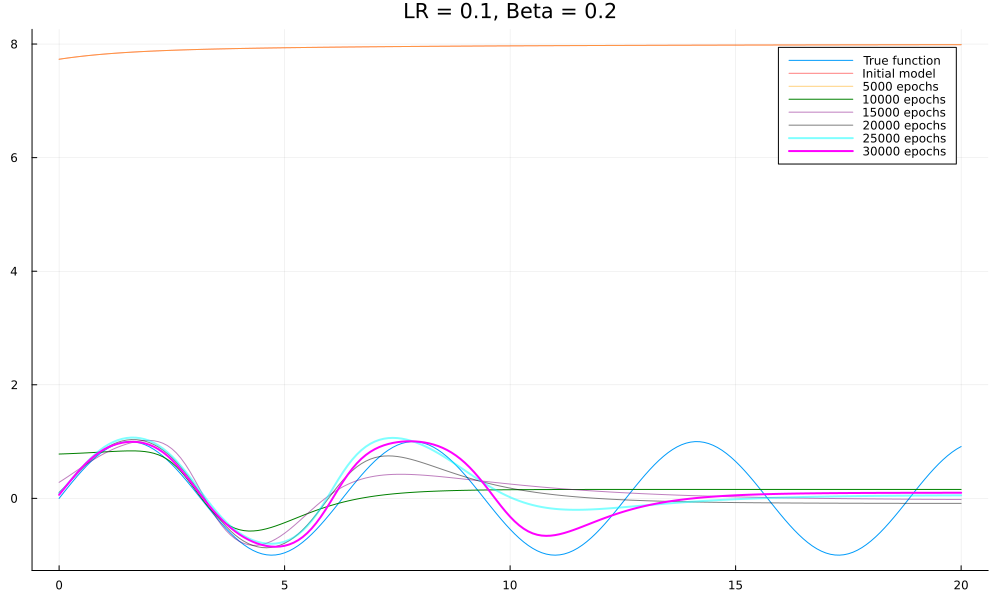 LR = 0.1, Beta = 0.2
8
6
4
2
0
True function
Initial model
5000 epochs
10000 epochs
15000 epochs
20000 epochs
25000 epochs
30000 epochs
0 5 10 15 20